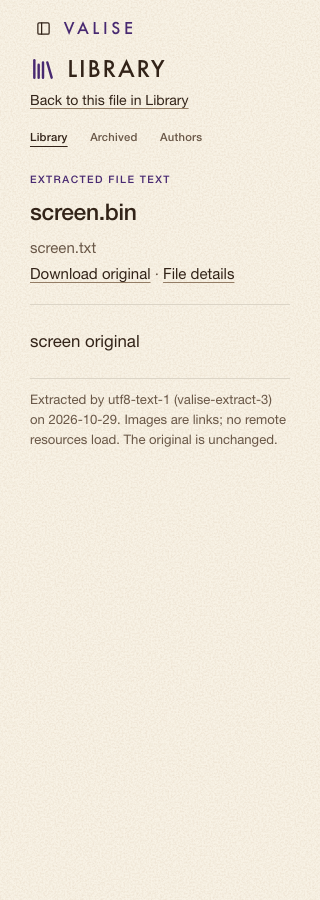 VALISE
LIBRARY
Back to this file in Library
Library Archived Authors
EXTRACTED FILE TEXT
screen.bin
screen.txt
Download original · File details
screen original
Extracted by utf8-text-1 (valise-extract-3)
on 2026-10-29. Images are links; no remote
resources load. The original is unchanged.